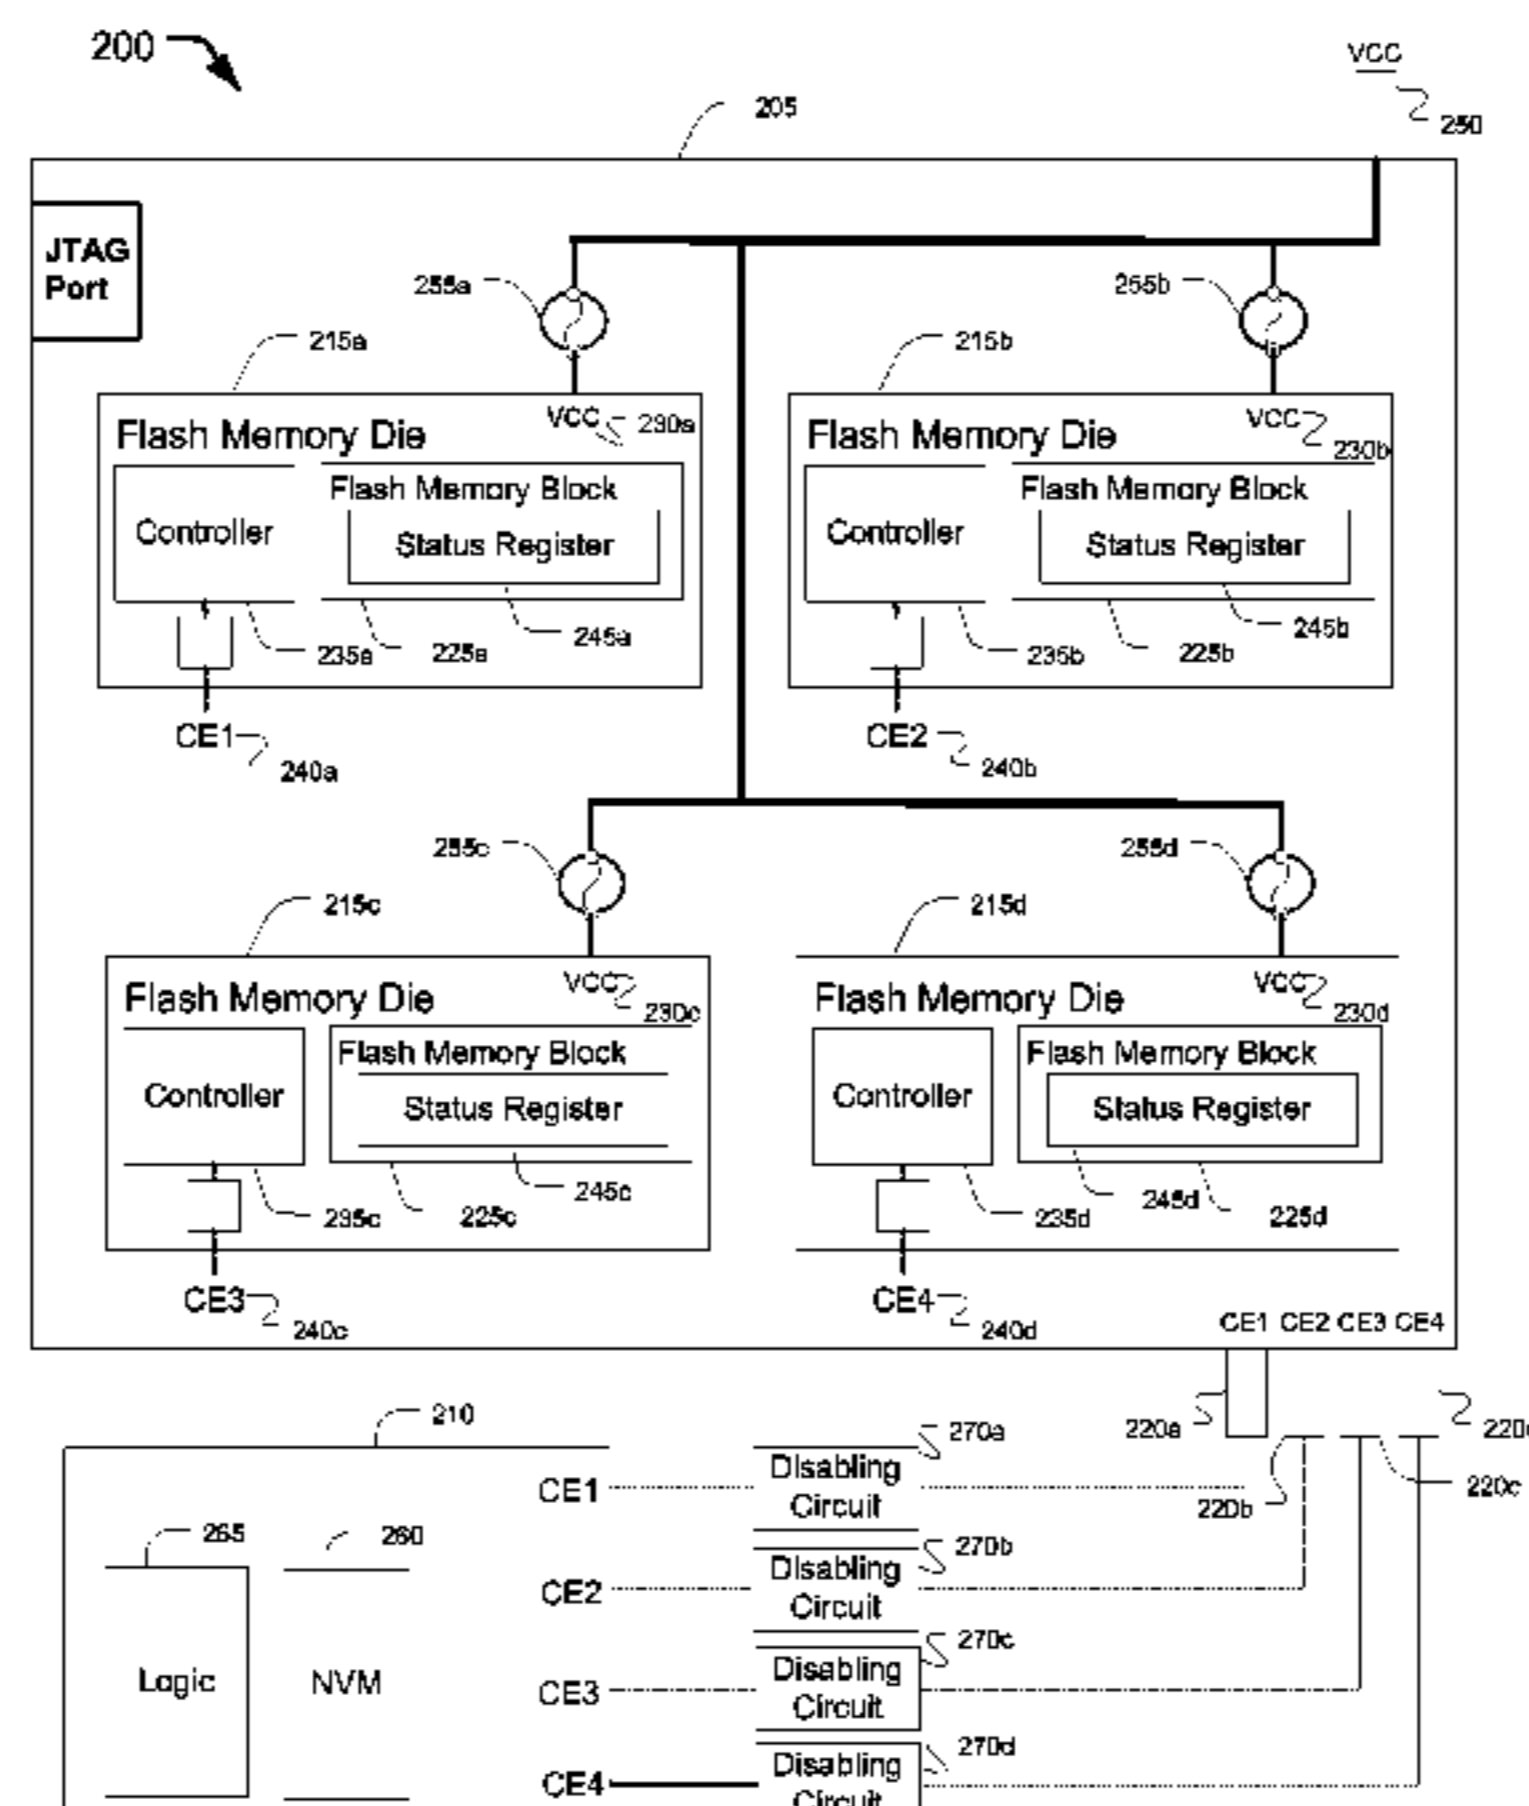 200
VCC
250
205
JTAG
Port
255a
255b
215a
215b
Flash Memory Die
VCC
230a
Flash Memory Die
VCC
230b
Flash Memory Block
Flash Memory Block
Controller
Status Register
Controller
Status Register
235a
225a
245a
235b
225b
245b
CE1
240a
CE2
240b
255c
255d
215c
215d
Flash Memory Die
VCC
230c
Flash Memory Die
VCC
230d
Flash Memory Block
Flash Memory Block
Controller
Status Register
Controller
Status Register
235c
225c
245c
235d
245d
225d
CE3
240c
CE4
240d
CE1 CE2 CE3 CE4
210
270a
220a
CE1
Disabling
Circuit
220b
220c
265
260
270b
CE2
Disabling
Circuit
270c
Logic
NVM
CE3
Disabling
Circuit
270d
CE4
Disabling
Circuit